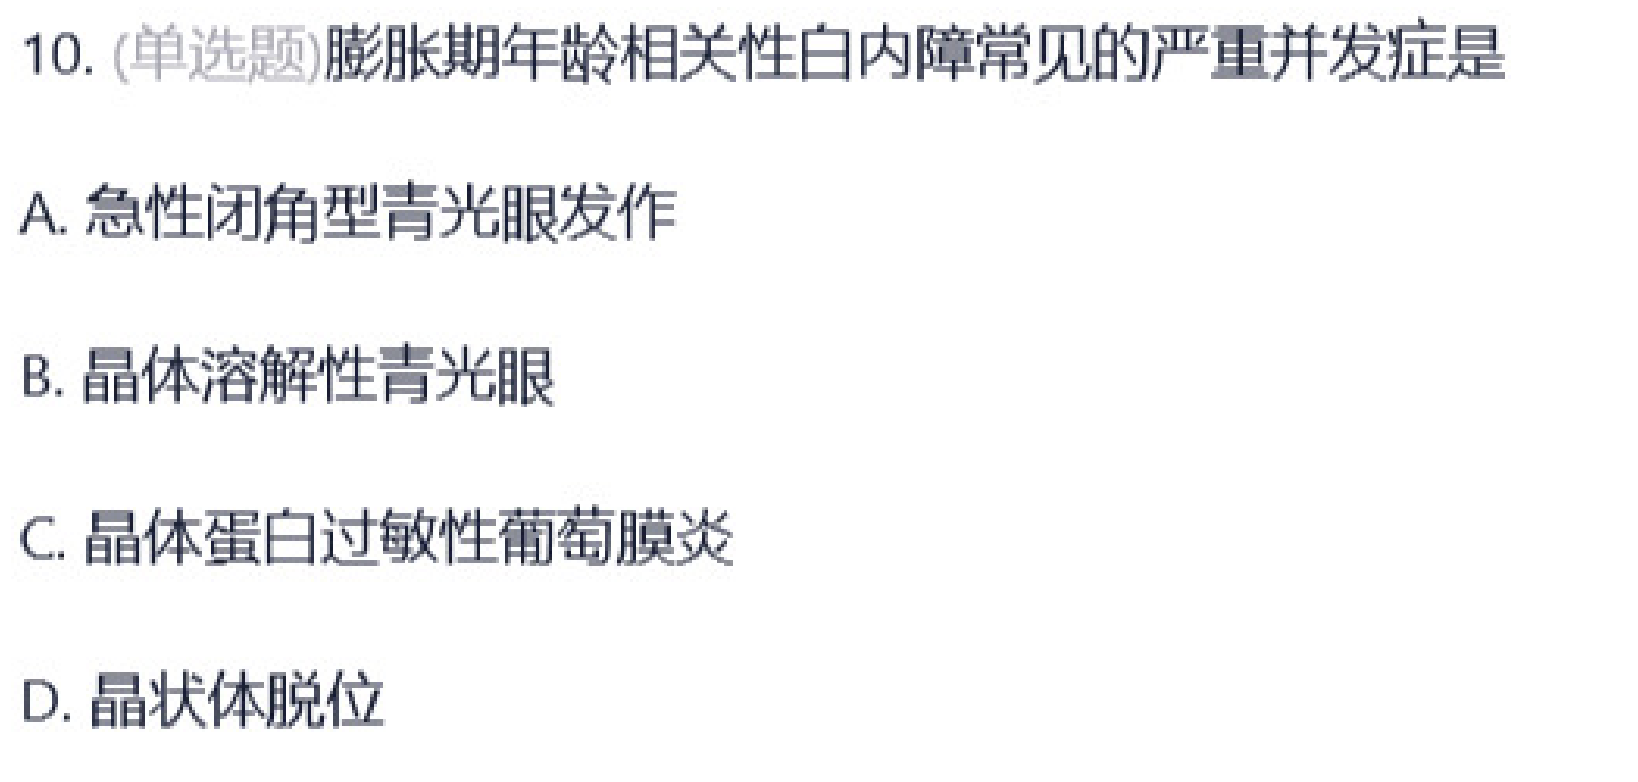 10. (单选题)膨胀期年龄相关性白内障常见的严重并发症是
A. 急性闭角型青光眼发作
B. 晶体溶解性青光眼
C. 晶体蛋白过敏性葡萄膜炎
D. 晶状体脱位